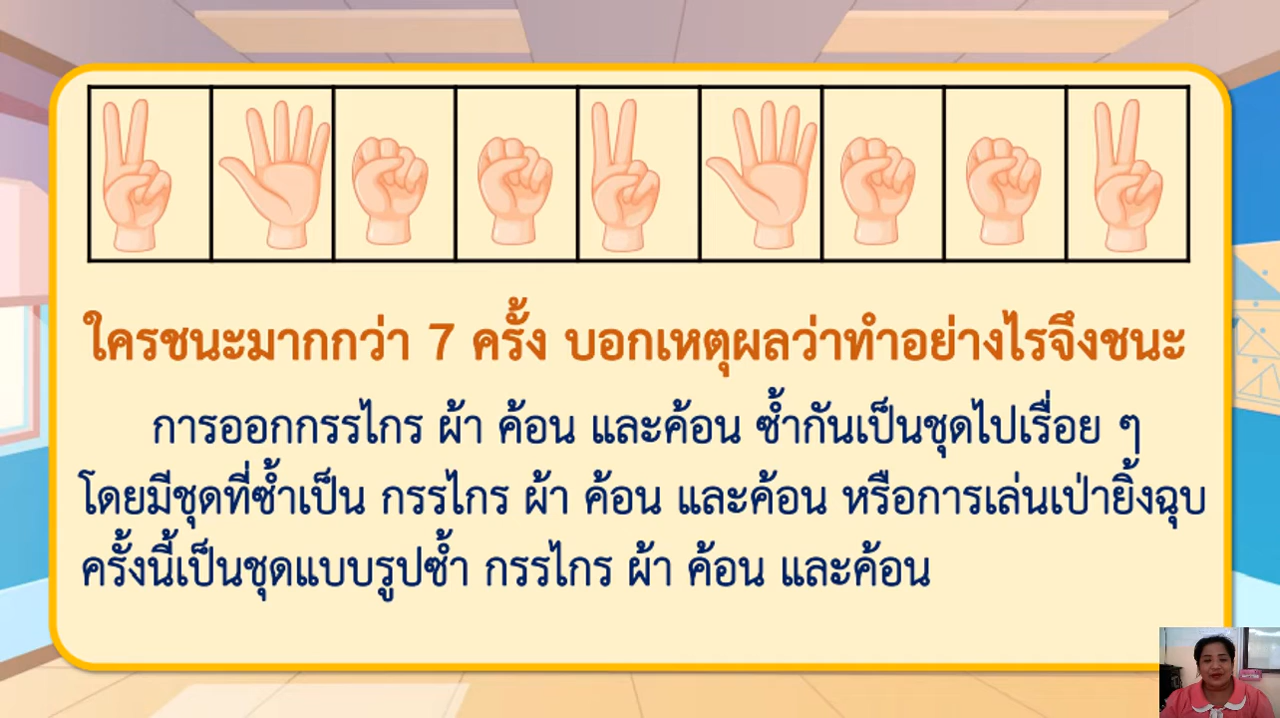 ใครชนะมากกว่า 7 ครั้ง บอกเหตุผลว่าทำอย่างไรจึงชนะ
การออกกรรไกร ผ้า ค้อน และค้อน ซ้ำกันเป็นชุดไปเรื่อย ๆ
โดยมีชุดที่ซ้ำเป็น กรรไกร ผ้า ค้อน และค้อน หรือการเล่นเป่ายิ้งฉุบ
ครั้งนี้เป็นชุดแบบรูปซ้ำ กรรไกร ผ้า ค้อน และค้อน